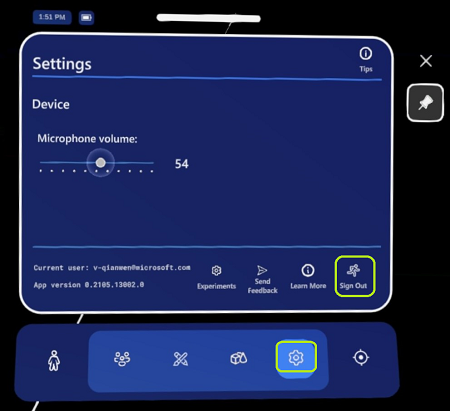 1:51 PM
Settings
Tips
Device
Microphone volume:
54
Current user: v-qianwen@microsoft.com
App version 0.2105.13002.0
Experiments
Send
Feedback
Learn More
Sign Out